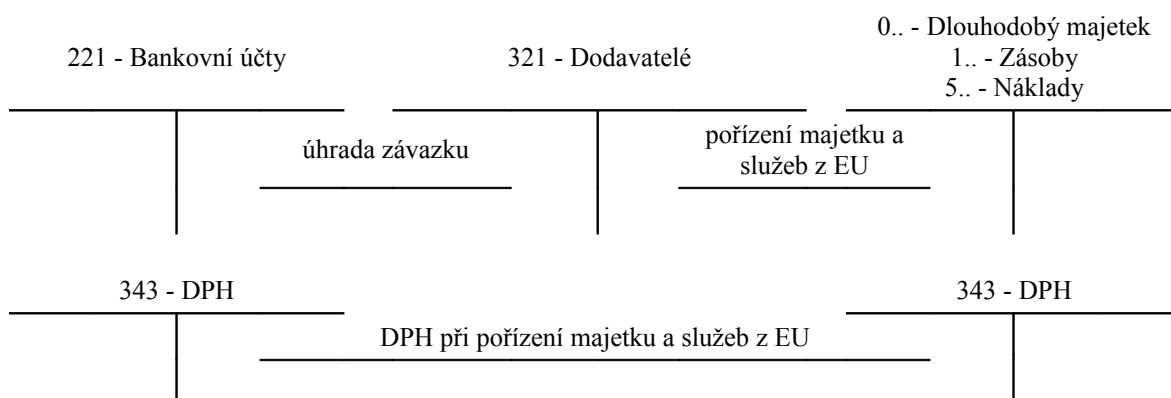 0.. - Dlouhodobý majetek
221 - Bankovní účty
321 - Dodavatelé
1.. - Zásoby
5.. - Náklady
úhrada závazku
pořízení majetku a
služeb z EU
343 - DPH
343 - DPH
DPH při pořízení majetku a služeb z EU